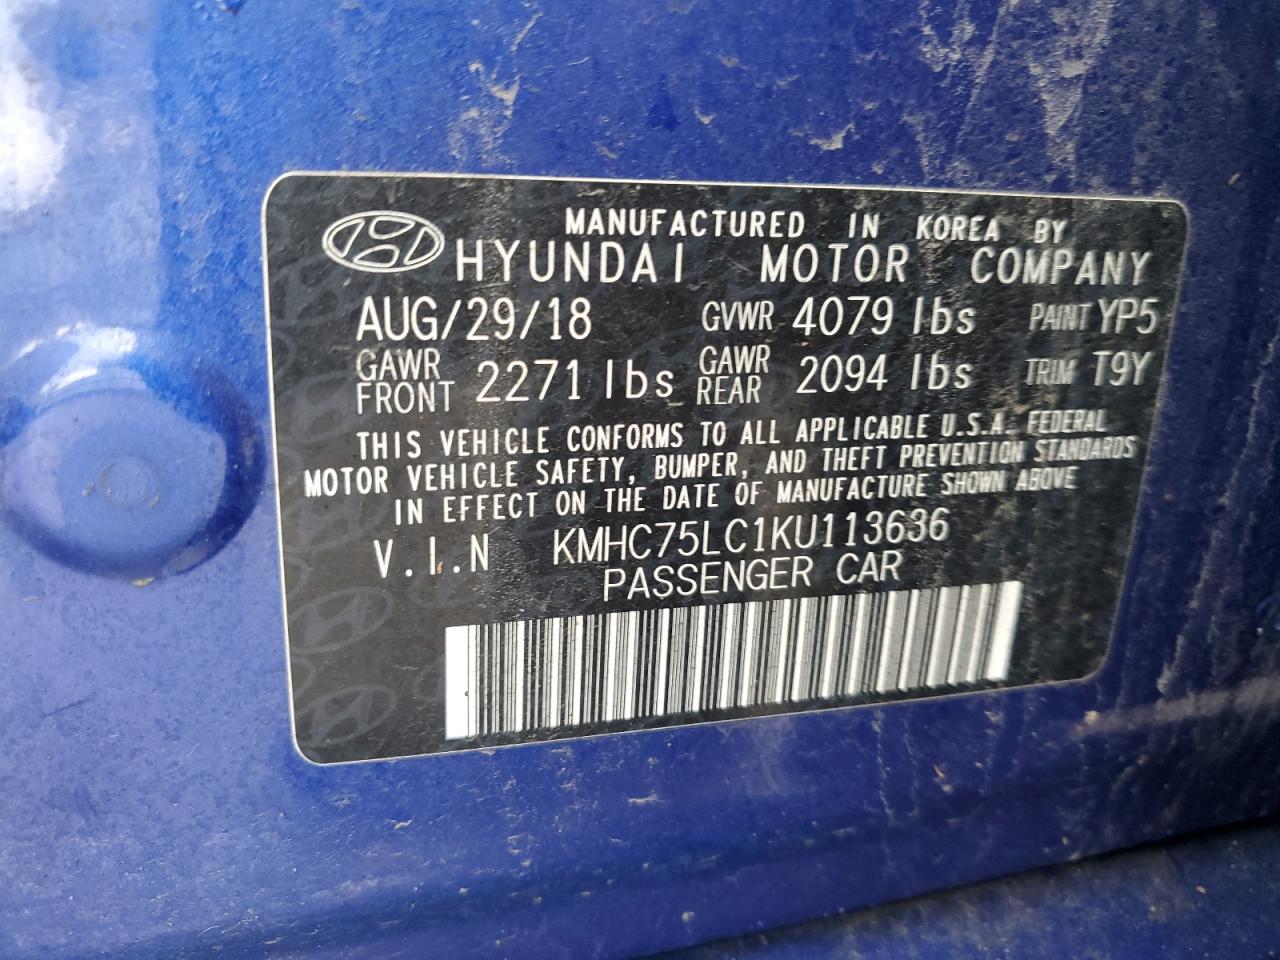 MANUFACTURED IN KOREA BY
HYUNDAI MOTOR COMPANY
AUG/29/18 GVWR 4079 lbs PAINT YP5
GAWR FRONT 2271 lbs GAWR REAR 2094 lbs TRIM T9Y
THIS VEHICLE CONFORMS TO ALL APPLICABLE U.S.A. FEDERAL
MOTOR VEHICLE SAFETY, BUMPER, AND THEFT PREVENTION STANDARDS
IN EFFECT ON THE DATE OF MANUFACTURE SHOWN ABOVE
V.I.N KMHC75LC1KU113636
PASSENGER CAR